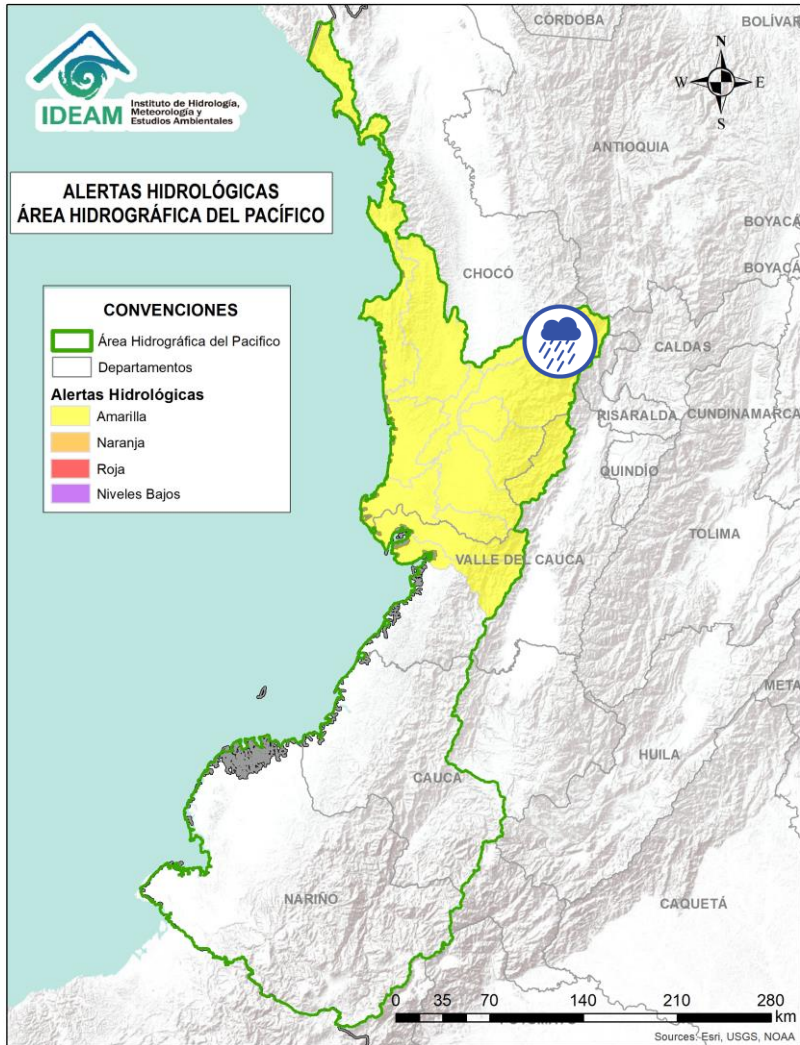 CÓRDOBA
BOLÍVAR
N
W E
S
IDEAM
Instituto de Hidrología,
Meteorología y
Estudios Ambientales
ANTIOQUIA
ALERTAS HIDROLÓGICAS
ÁREA HIDROGRÁFICA DEL PACÍFICO
BOYACÁ
CHOCÓ
BOYACÁ
CONVENCIONES
Área Hidrográfica del Pacifico
Departamentos
Alertas Hidrológicas
Amarilla
Naranja
Roja
Niveles Bajos
CALDAS
RISARALDA
CUNDINAMARCA
QUINDÍO
TOLIMA
VALLE DEL CAUCA
META
HUILA
CAUCA
NARIÑO
CAQUETÁ
0 35 70 140 210 280
km
Sources: Esri, USGS, NOAA